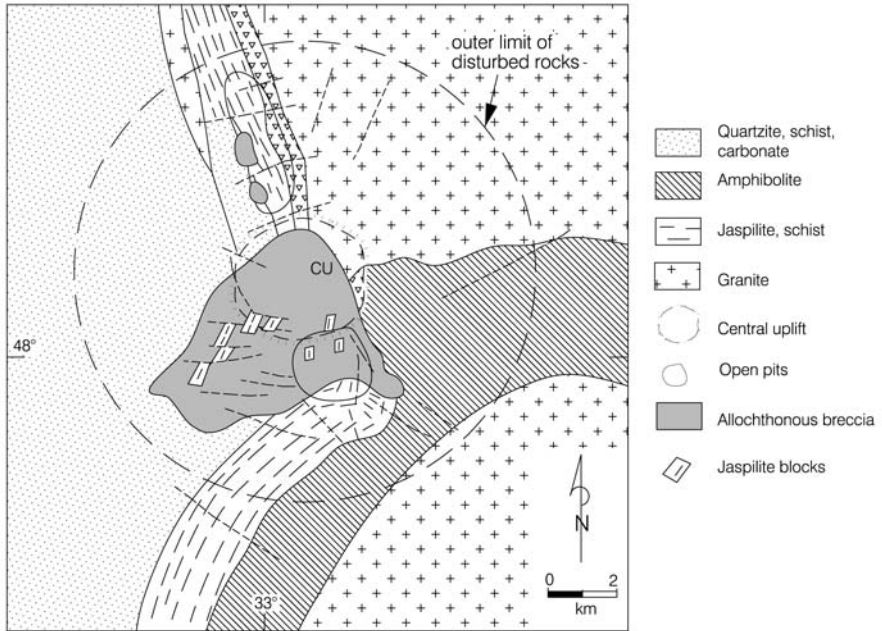 outer limit of
disturbed rocks
CU
48°
33°
N
0 2
km
Quartzite, schist,
carbonate
Amphibolite
Jaspilite, schist
Granite
Central uplift
Open pits
Allochthonous breccia
Jaspilite blocks